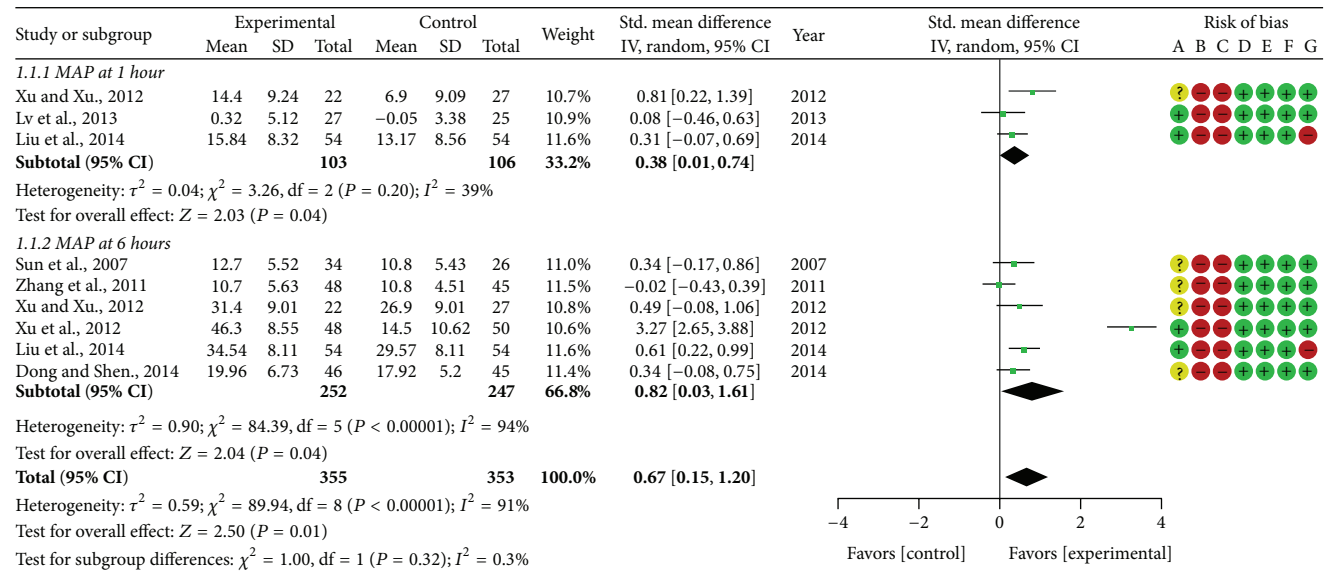 Study or subgroup Experimental Control Weight Std. mean difference Year Std. mean difference Risk of bias
Mean SD Total Mean SD Total IV, random, 95% CI IV, random, 95% CI A B C D E F G
1.1.1 MAP at 1 hour
Xu and Xu., 2012 14.4 9.24 22 6.9 9.09 27 10.7% 0.81 [0.22, 1.39] 2012 ? − − + + + +
Lv et al., 2013 0.32 5.12 27 −0.05 3.38 25 10.9% 0.08 [−0.46, 0.63] 2013 + − − + + + +
Liu et al., 2014 15.84 8.32 54 13.17 8.56 54 11.6% 0.31 [−0.07, 0.69] 2014 + − − + + + −
Subtotal (95% CI) 103 106 33.2% 0.38 [0.01, 0.74]
Heterogeneity: τ² = 0.04; χ² = 3.26, df = 2 (P = 0.20); I² = 39%
Test for overall effect: Z = 2.03 (P = 0.04)
1.1.2 MAP at 6 hours
Sun et al., 2007 12.7 5.52 34 10.8 5.43 26 11.0% 0.34 [−0.17, 0.86] 2007 ? − − + + + +
Zhang et al., 2011 10.7 5.63 48 10.8 4.51 45 11.5% −0.02 [−0.43, 0.39] 2011 ? − − + + + +
Xu and Xu., 2012 31.4 9.01 22 26.9 9.01 27 10.8% 0.49 [−0.08, 1.06] 2012 ? − − + + + +
Xu et al., 2012 46.3 8.55 48 14.5 10.62 50 10.6% 3.27 [2.65, 3.88] 2012 + − − + + + +
Liu et al., 2014 34.54 8.11 54 29.57 8.11 54 11.6% 0.61 [0.22, 0.99] 2014 + − − + + + −
Dong and Shen., 2014 19.96 6.73 46 17.92 5.2 45 11.4% 0.34 [−0.08, 0.75] 2014 ? − − + + + +
Subtotal (95% CI) 252 247 66.8% 0.82 [0.03, 1.61]
Heterogeneity: τ² = 0.90; χ² = 84.39, df = 5 (P < 0.00001); I² = 94%
Test for overall effect: Z = 2.04 (P = 0.04)
Total (95% CI) 355 353 100.0% 0.67 [0.15, 1.20]
Heterogeneity: τ² = 0.59; χ² = 89.94, df = 8 (P < 0.00001); I² = 91%
Test for overall effect: Z = 2.50 (P = 0.01)
Test for subgroup differences: χ² = 1.00, df = 1 (P = 0.32); I² = 0.3%
−4 −2 0 2 4
Favors [control] Favors [experimental]